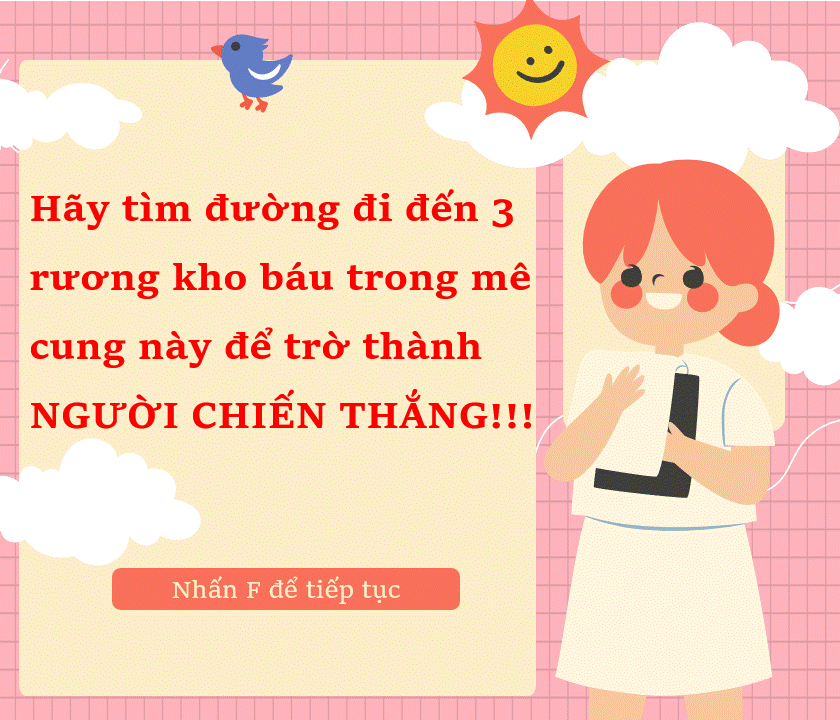 Hãy tìm đường đi đến 3
rương kho báu trong mê
cung này để trờ thành
NGƯỜI CHIẾN THẮNG!!!
Nhấn F để tiếp tục